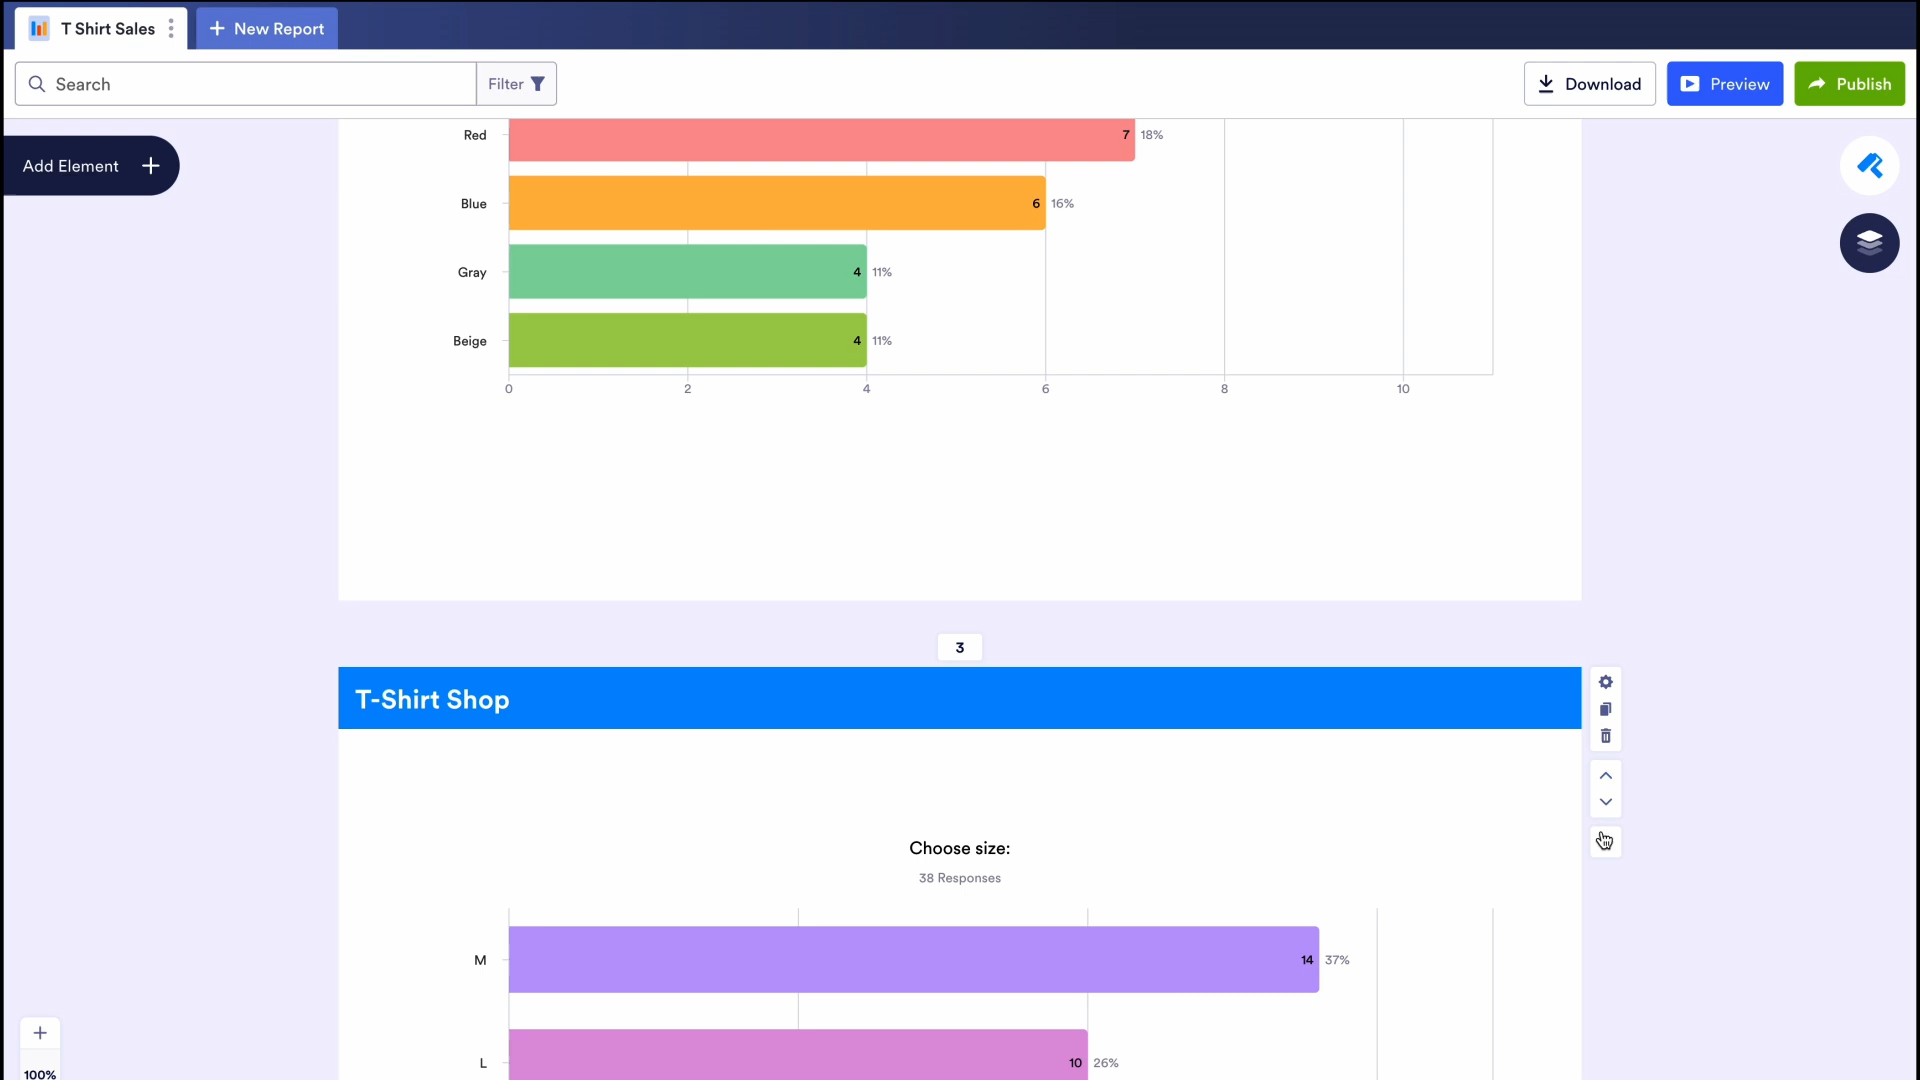 T Shirt Sales
New Report
Search
Filter
Download
Preview
Publish
Add Element
Red 7 18%
Blue 6 16%
Gray 4 11%
Beige 4 11%
0 2 4 6 8 10
3
T-Shirt Shop
Choose size:
38 Responses
M 14 37%
L 10 26%
100%